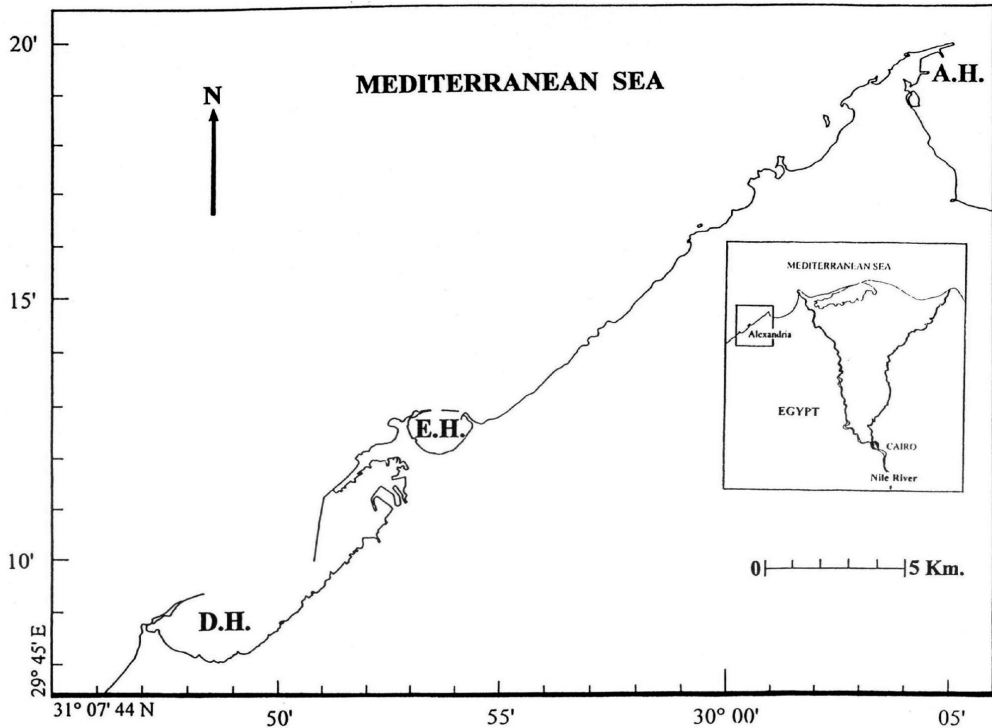 20'
MEDITERRANEAN SEA
A.H.
N
MEDITERRANEAN SEA
15'
Alexandria
E.H.
EGYPT
CAIRO
Nile River
10'
0 5 Km.
D.H.
29° 45' E
31° 07' 44 N
50'
55'
30° 00'
05'